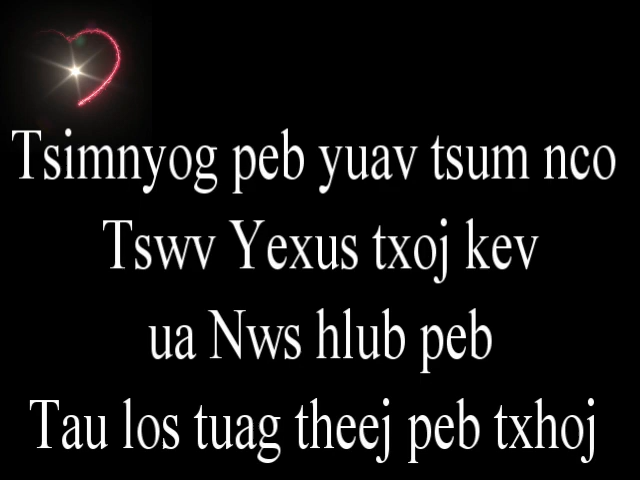 Tsimnyog peb yuav tsum nco
Tswv Yexus txoj kev
ua Nws hlub peb
Tau los tuag theej peb txhoj